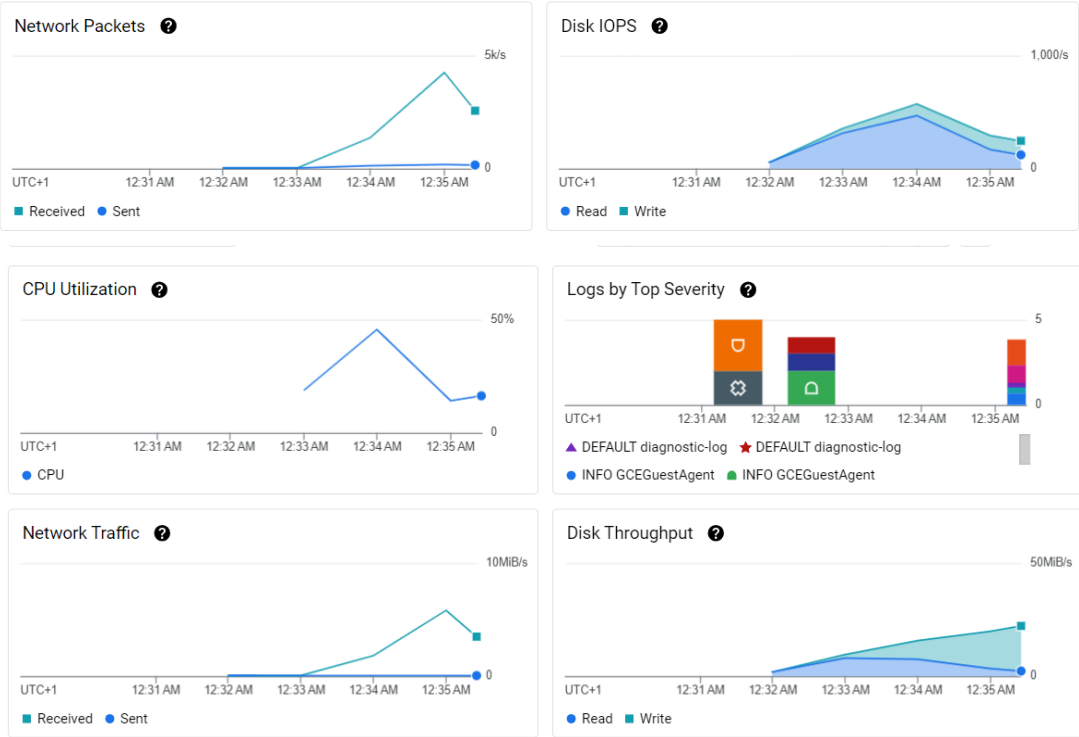 Network Packets ?
5k/s
0
UTC+1 12:31 AM 12:32 AM 12:33 AM 12:34 AM 12:35 AM
Received Sent
Disk IOPS ?
1,000/s
0
UTC+1 12:31 AM 12:32 AM 12:33 AM 12:34 AM 12:35 AM
Read Write
CPU Utilization ?
50%
0
UTC+1 12:31 AM 12:32 AM 12:33 AM 12:34 AM 12:35 AM
CPU
Logs by Top Severity ?
5
0
UTC+1 12:31 AM 12:32 AM 12:33 AM 12:34 AM 12:35 AM
DEFAULT diagnostic-log DEFAULT diagnostic-log
INFO GCEGuestAgent INFO GCEGuestAgent
Network Traffic ?
10MiB/s
0
UTC+1 12:31 AM 12:32 AM 12:33 AM 12:34 AM 12:35 AM
Received Sent
Disk Throughput ?
50MiB/s
0
UTC+1 12:31 AM 12:32 AM 12:33 AM 12:34 AM 12:35 AM
Read Write